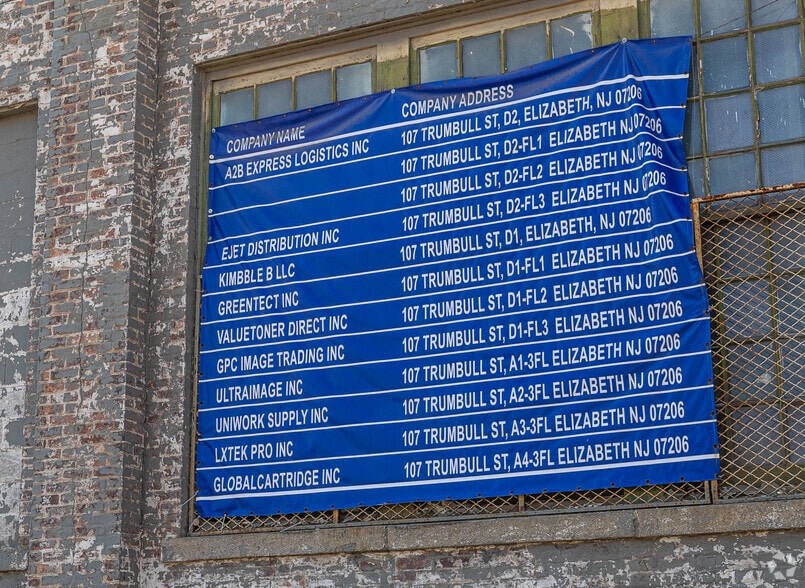 COMPANY NAME COMPANY ADDRESS
A2B EXPRESS LOGISTICS INC 107 TRUMBULL ST, D2, ELIZABETH, NJ 07206
107 TRUMBULL ST, D2-FL1 ELIZABETH, NJ 07206
107 TRUMBULL ST, D2-FL2 ELIZABETH, NJ 07206
EJET DISTRIBUTION INC 107 TRUMBULL ST, D2-FL3 ELIZABETH, NJ 07206
KIMBBLE B LLC 107 TRUMBULL ST, D1, ELIZABETH, NJ 07206
GREENTECT INC 107 TRUMBULL ST, D1-FL1 ELIZABETH NJ 07206
VALUETONER DIRECT INC 107 TRUMBULL ST, D1-FL2 ELIZABETH NJ 07206
GPC IMAGE TRADING INC 107 TRUMBULL ST, D1-FL3 ELIZABETH NJ 07206
ULTRAIMAGE INC 107 TRUMBULL ST, A1-3FL ELIZABETH NJ 07206
UNIWORK SUPPLY INC 107 TRUMBULL ST, A2-3FL ELIZABETH NJ 07206
LXTEK PRO INC 107 TRUMBULL ST, A3-3FL ELIZABETH NJ 07206
GLOBALCARTRIDGE INC 107 TRUMBULL ST, A4-3FL ELIZABETH NJ 07206